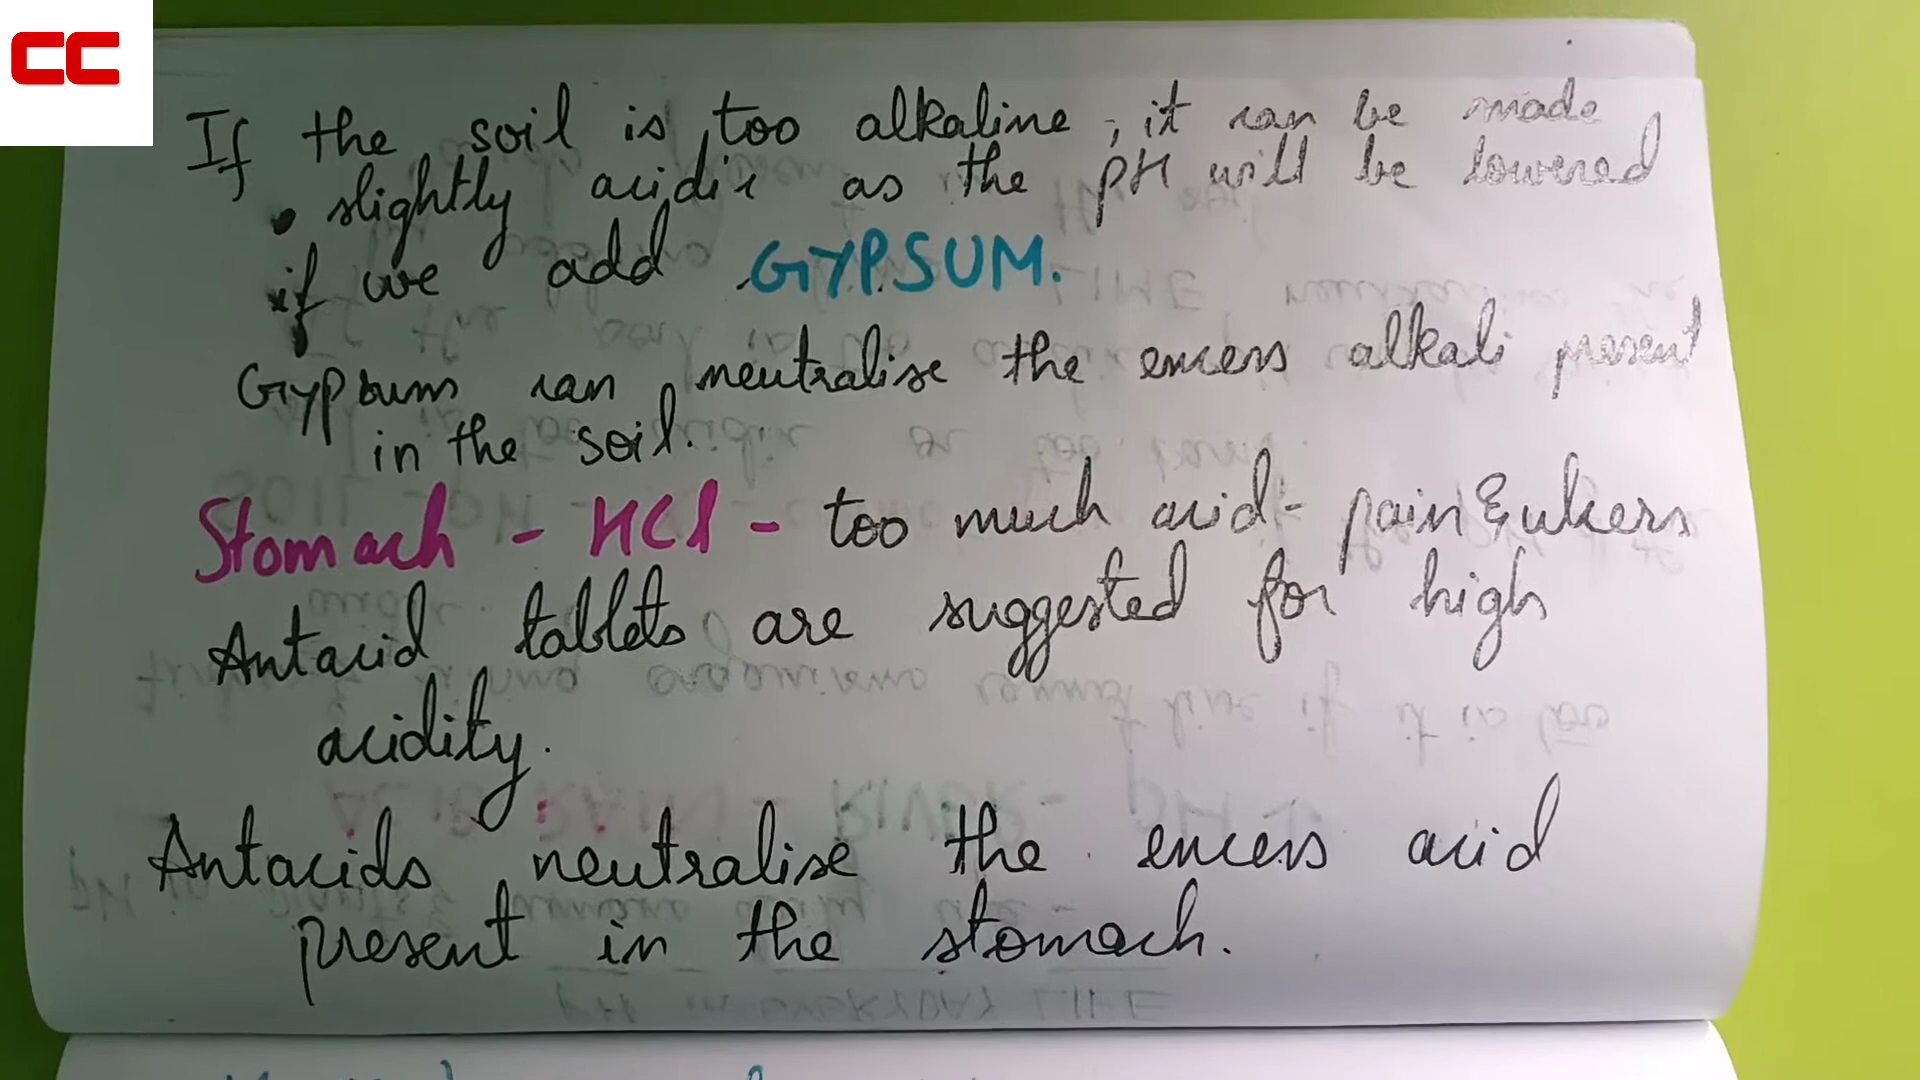 CC
If the soil is too alkaline, it can be made
slightly acidic as the pH will be lowered
if we add GYPSUM.
Gypsum can neutralise the excess alkali present
in the soil.
Stomach - HCl - too much acid - pain & ulcers
Antacid tablets are suggested for high
acidity.
Antacids neutralise the excess acid
present in the stomach.